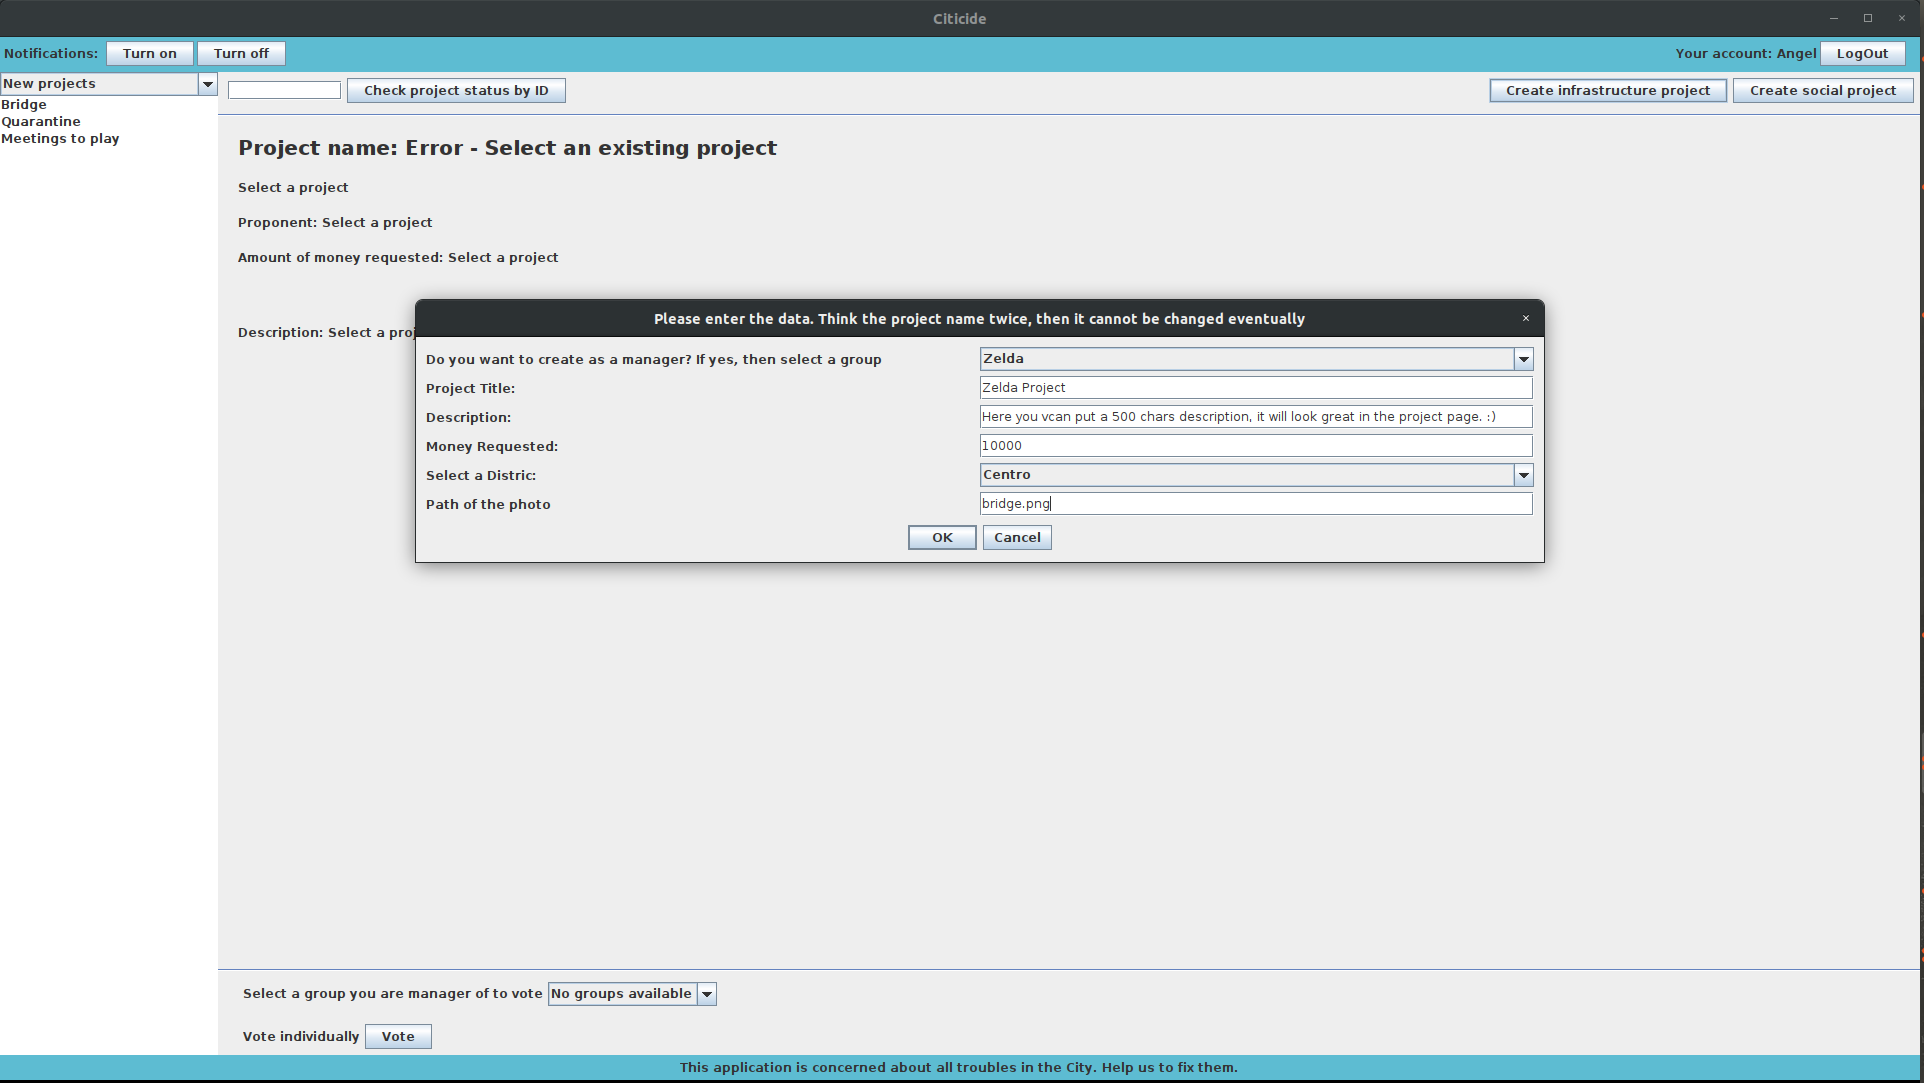 Citicide
Notifications: Turn on Turn off Your account: Angel LogOut
New projects
Bridge
Quarantine
Meetings to play
Check project status by ID Create infrastructure project Create social project
Project name: Error - Select an existing project
Select a project
Proponent: Select a project
Amount of money requested: Select a project
Description: Select a proj
Please enter the data. Think the project name twice, then it cannot be changed eventually
Do you want to create as a manager? If yes, then select a group Zelda
Project Title: Zelda Project
Description: Here you vcan put a 500 chars description, it will look great in the project page. :)
Money Requested: 10000
Select a Distric: Centro
Path of the photo bridge.png
OK Cancel
Select a group you are manager of to vote No groups available
Vote individually Vote
This application is concerned about all troubles in the City. Help us to fix them.